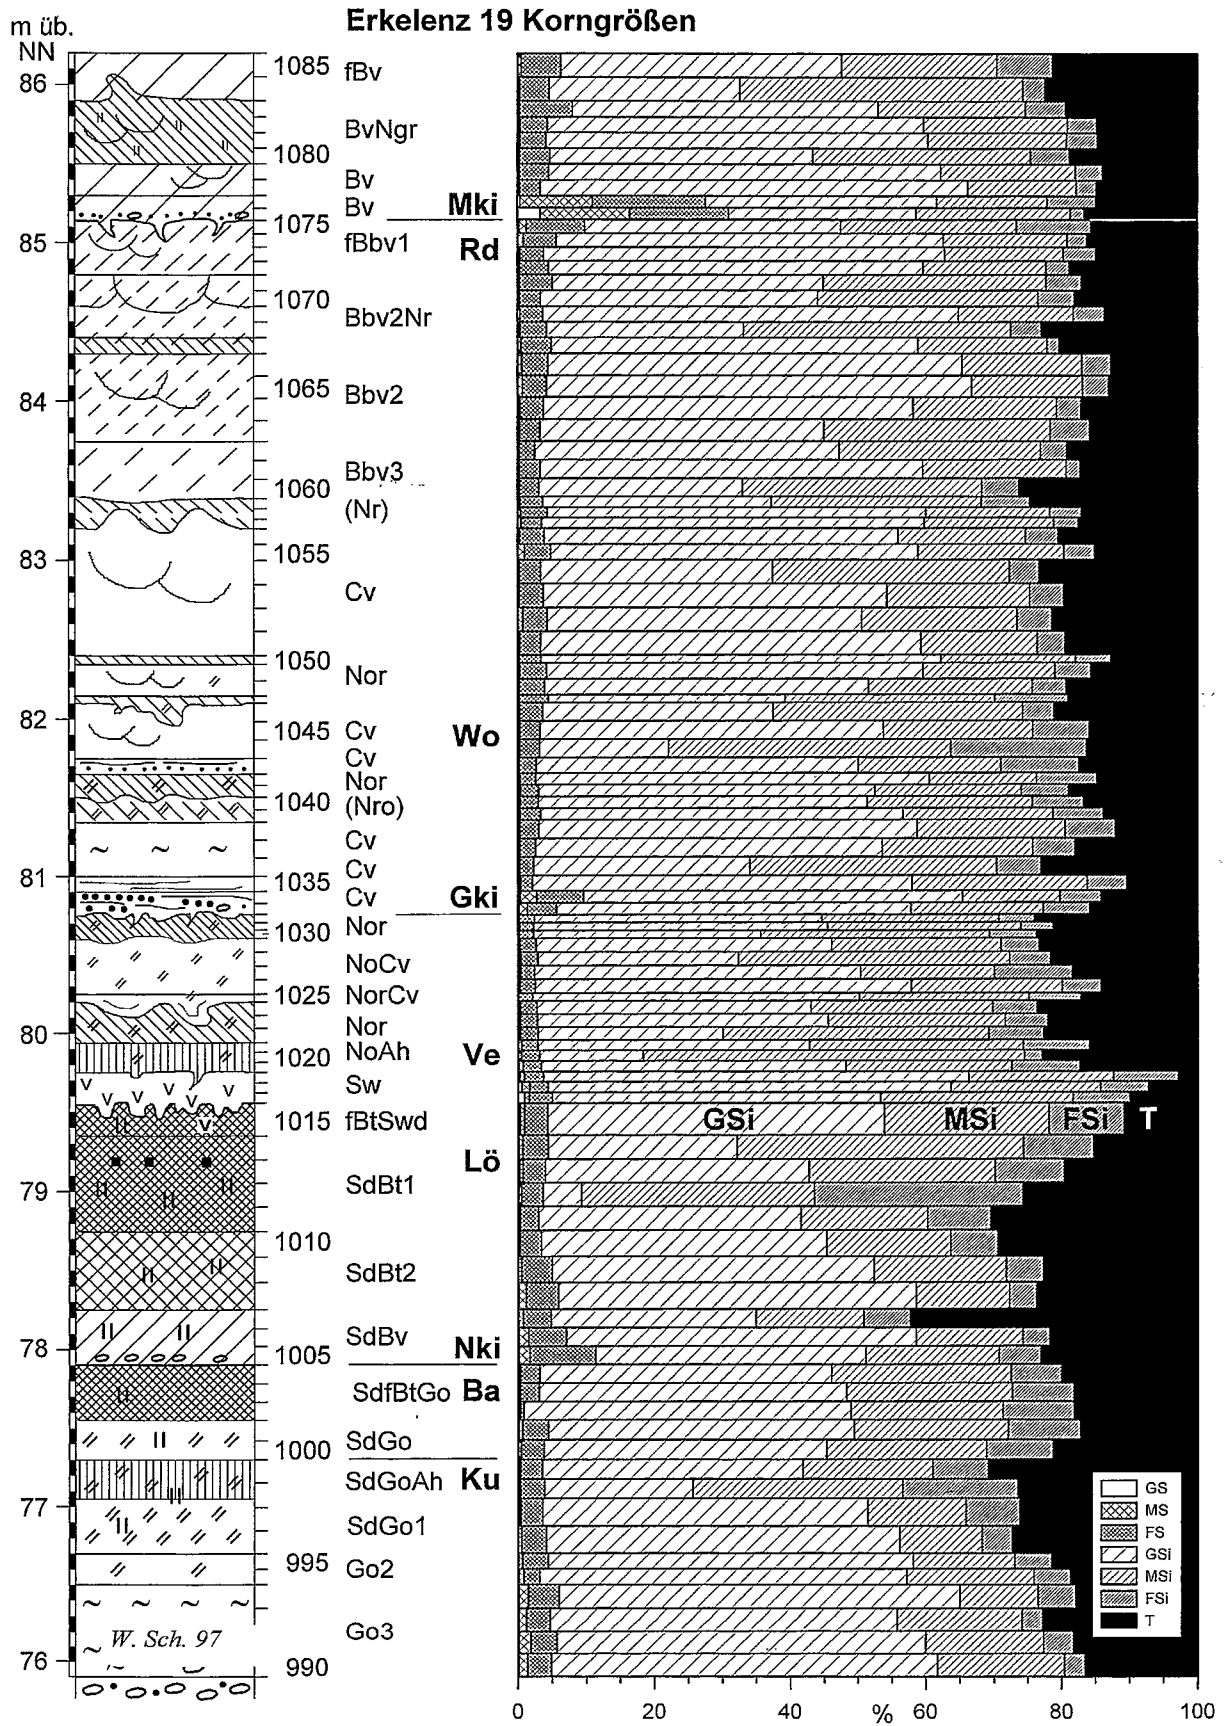 Erkelenz 19 Korngrößen
m üb.
NN
86
85
84
83
82
81
80
79
78
77
76
1085
1080
1075
1070
1065
1060
1055
1050
1045
1040
1035
1030
1025
1020
1015
1010
1005
1000
995
990
fBv
BvNgr
Bv
Bv
Mki
fBbv1
Rd
Bbv2Nr
Bbv2
Bbv3
(Nr)
Cv
Nor
Cv
Wo
Cv
Nor
(Nro)
Cv
Cv
Cv
Gki
Nor
NoCv
NorCv
Nor
NoAh
Ve
Sw
fBtSwd
Lö
SdBt1
SdBt2
SdBv
Nki
SdfBtGo
Ba
SdGo
SdGoAh
Ku
SdGo1
Go2
Go3
W. Sch. 97
GSi
MSi
FSi
T
GS
MS
FS
GSi
MSi
FSi
T
0
20
40
%
60
80
100